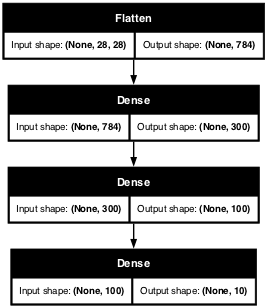 Flatten
Input shape: (None, 28, 28) Output shape: (None, 784)
Dense
Input shape: (None, 784) Output shape: (None, 300)
Dense
Input shape: (None, 300) Output shape: (None, 100)
Dense
Input shape: (None, 100) Output shape: (None, 10)